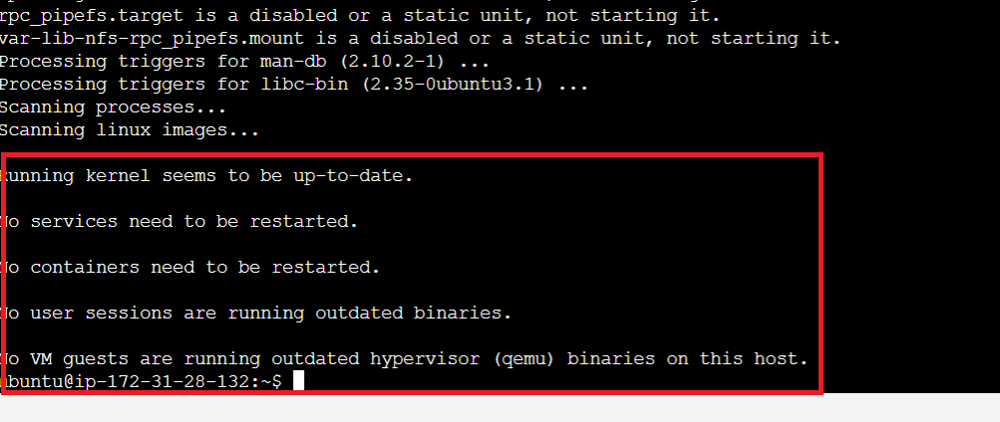 rpc_pipefs.target is a disabled or a static unit, not starting it.
var-lib-nfs-rpc_pipefs.mount is a disabled or a static unit, not starting it.
Processing triggers for man-db (2.10.2-1) ...
Processing triggers for libc-bin (2.35-0ubuntu3.1) ...
Scanning processes...
Scanning linux images...
Running kernel seems to be up-to-date.
No services need to be restarted.
No containers need to be restarted.
No user sessions are running outdated binaries.
No VM guests are running outdated hypervisor (qemu) binaries on this host.
ubuntu@ip-172-31-28-132:~$